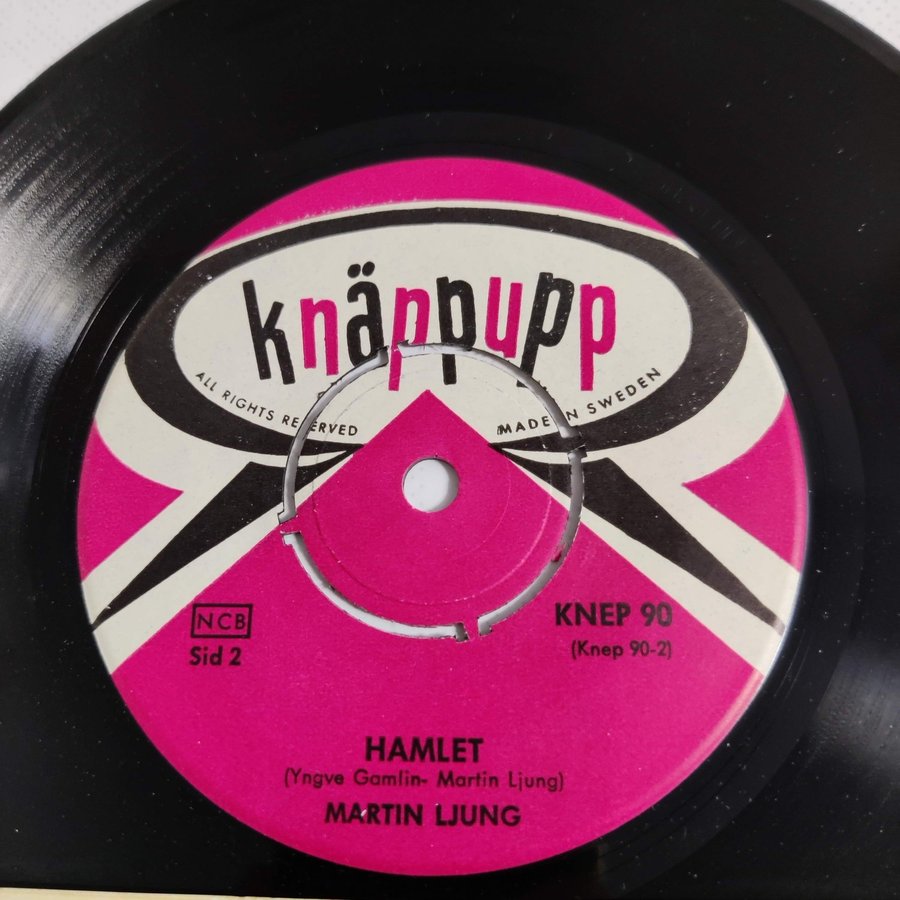 knäppupp
ALL RIGHTS RESERVED
MADE IN SWEDEN
NCB
Sid 2
KNEP 90
(Knep 90-2)
HAMLET
(Yngve Gamlin- Martin Ljung)
MARTIN LJUNG